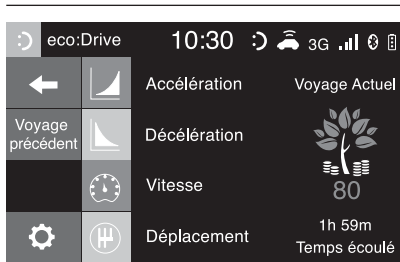 eco:Drive 10:30 3G
Accélération
Voyage Actuel
Voyage
précédent
Décélération
Vitesse
80
Déplacement
1h 59m
Temps écoulé